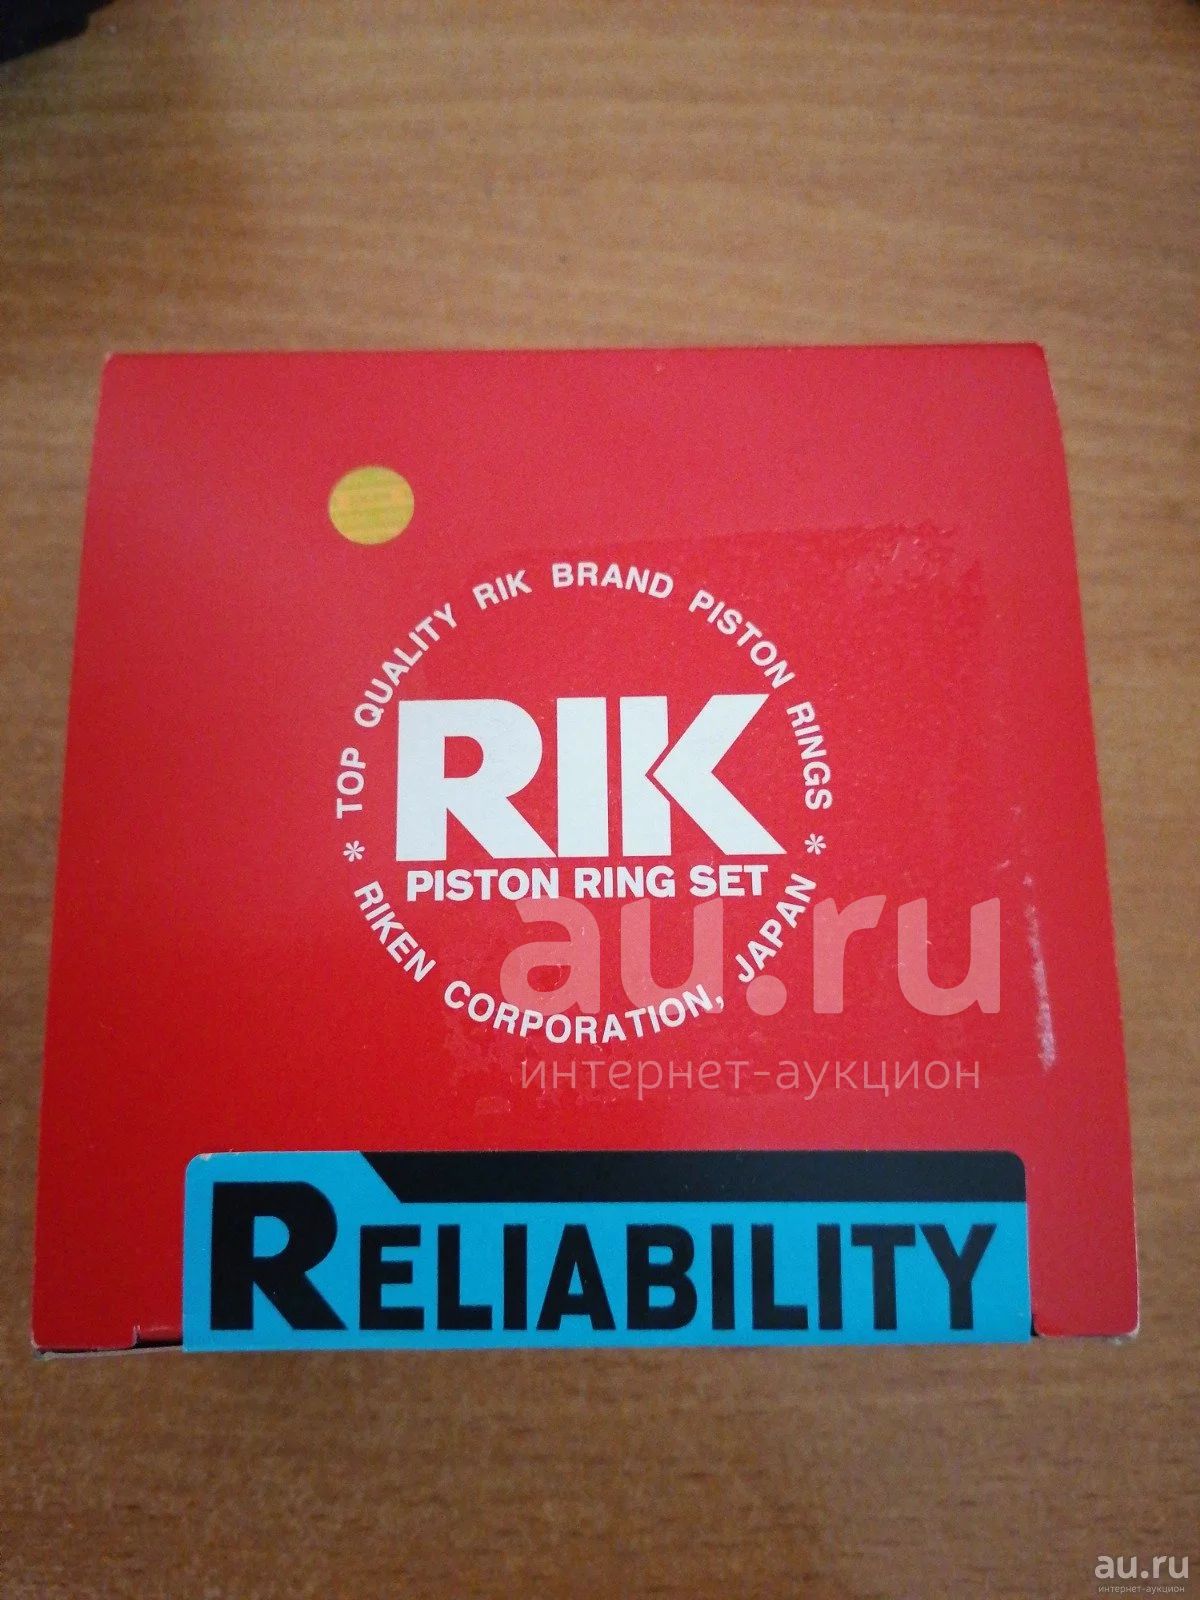 * TOP QUALITY RIK BRAND PISTON RINGS *
RIK
PISTON RING SET
RIKEN CORPORATION, JAPAN
au.ru
интернет-аукцион
RELIABILITY
au.ru
интернет-аукцион